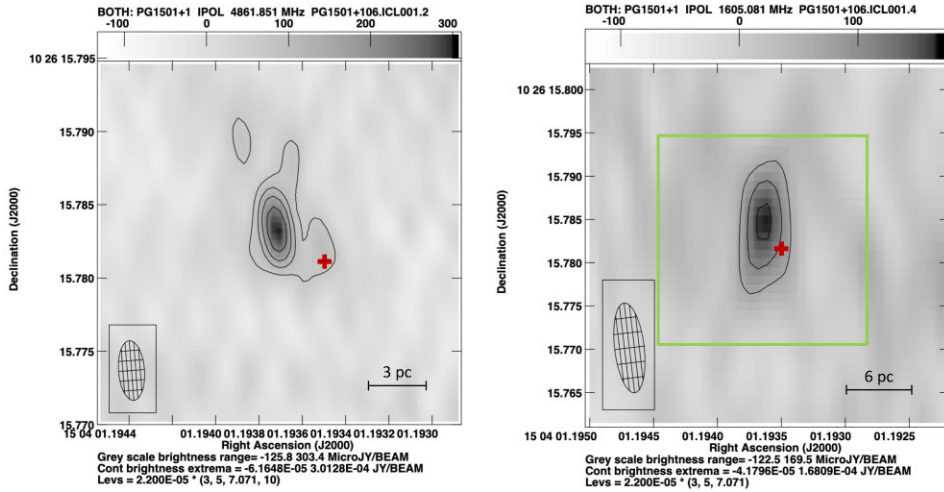 BOTH: PG1501+1 IPOL 4861.851 MHZ PG1501+106.ICL001.2
-100 0 100 200 300
10 26 15.795
15.790
15.785
15.780
15.775
15.770
Declination (J2000)
3 pc
15 04 01.1944 01.1940 01.1938 01.1936 01.1934 01.1932 01.1930
Right Ascension (J2000)
Grey scale brightness range= -125.8 303.4 MicroJY/BEAM
Cont brightness extrema = -6.1648E-05 3.0128E-04 JY/BEAM
Levs = 2.200E-05 * (3, 5, 7.071, 10)
BOTH: PG1501+1 IPOL 1605.081 MHZ PG1501+106.ICL001.4
-100 0 100
10 26 15.800
15.795
15.790
15.785
15.780
15.775
15.770
15.765
Declination (J2000)
6 pc
15 04 01.1950 01.1945 01.1940 01.1935 01.1930 01.1925
Right Ascension (J2000)
Grey scale brightness range= -122.5 169.5 MicroJY/BEAM
Cont brightness extrema = -4.1796E-05 1.6809E-04 JY/BEAM
Levs = 2.200E-05 * (3, 5, 7.071)